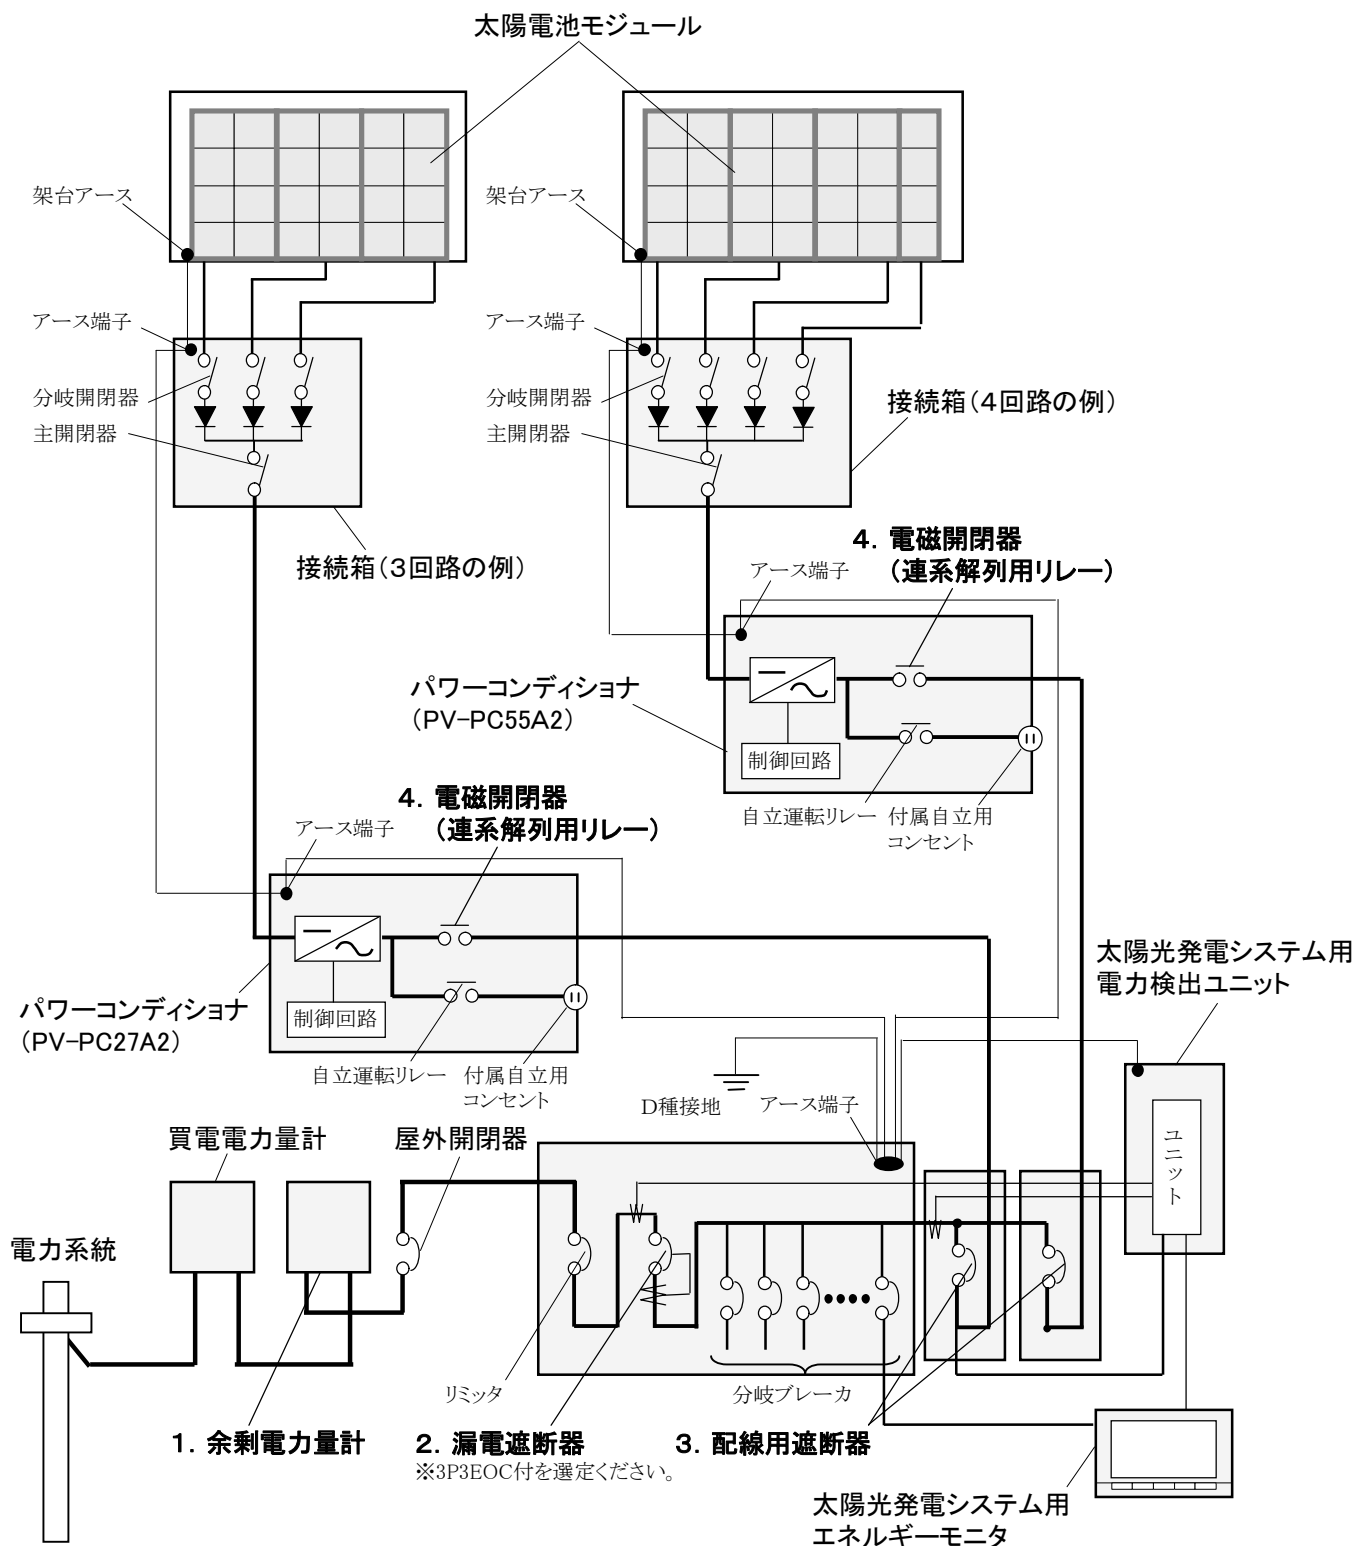 太陽電池モジュール
架台アース
架台アース
アース端子
分岐開閉器
主開閉器
アース端子
分岐開閉器
主開閉器
接続箱(4回路の例)
接続箱(3回路の例)
4. 電磁開閉器
(連系解列用リレー)
アース端子
パワーコンディショナ
(PV-PC55A2)
制御回路
自立運転リレー
付属自立用
コンセント
4. 電磁開閉器
(連系解列用リレー)
アース端子
パワーコンディショナ
(PV-PC27A2)
制御回路
自立運転リレー
付属自立用
コンセント
太陽光発電システム用
電力検出ユニット
D種接地
アース端子
ユニット
買電電力量計
屋外開閉器
電力系統
リミッタ
分岐ブレーカ
1. 余剰電力量計
2. 漏電遮断器
※3P3EOC付を選定ください。
3. 配線用遮断器
太陽光発電システム用
エネルギーモニタ